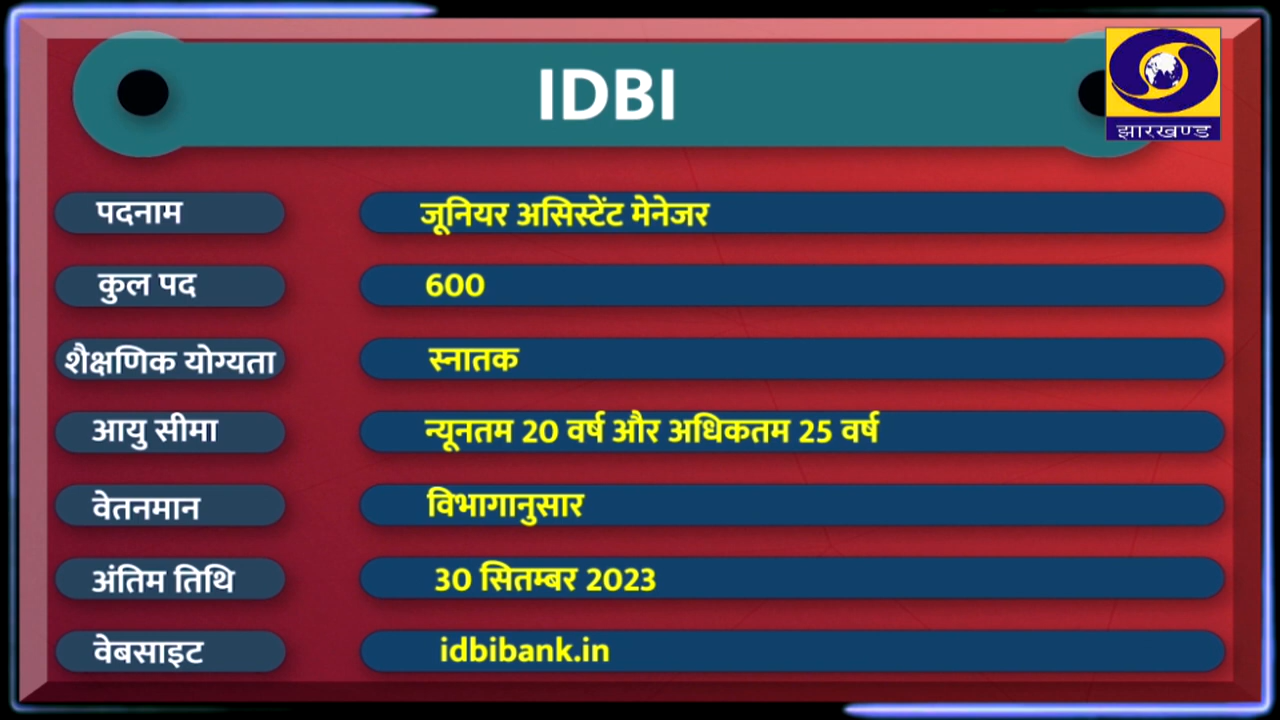 IDBI
झारखण्ड
पदनाम जूनियर असिस्टेंट मेनेजर
कुल पद 600
शैक्षणिक योग्यता स्नातक
आयु सीमा न्यूनतम 20 वर्ष और अधिकतम 25 वर्ष
वेतनमान विभागानुसार
अंतिम तिथि 30 सितम्बर 2023
वेबसाइट idbibank.in